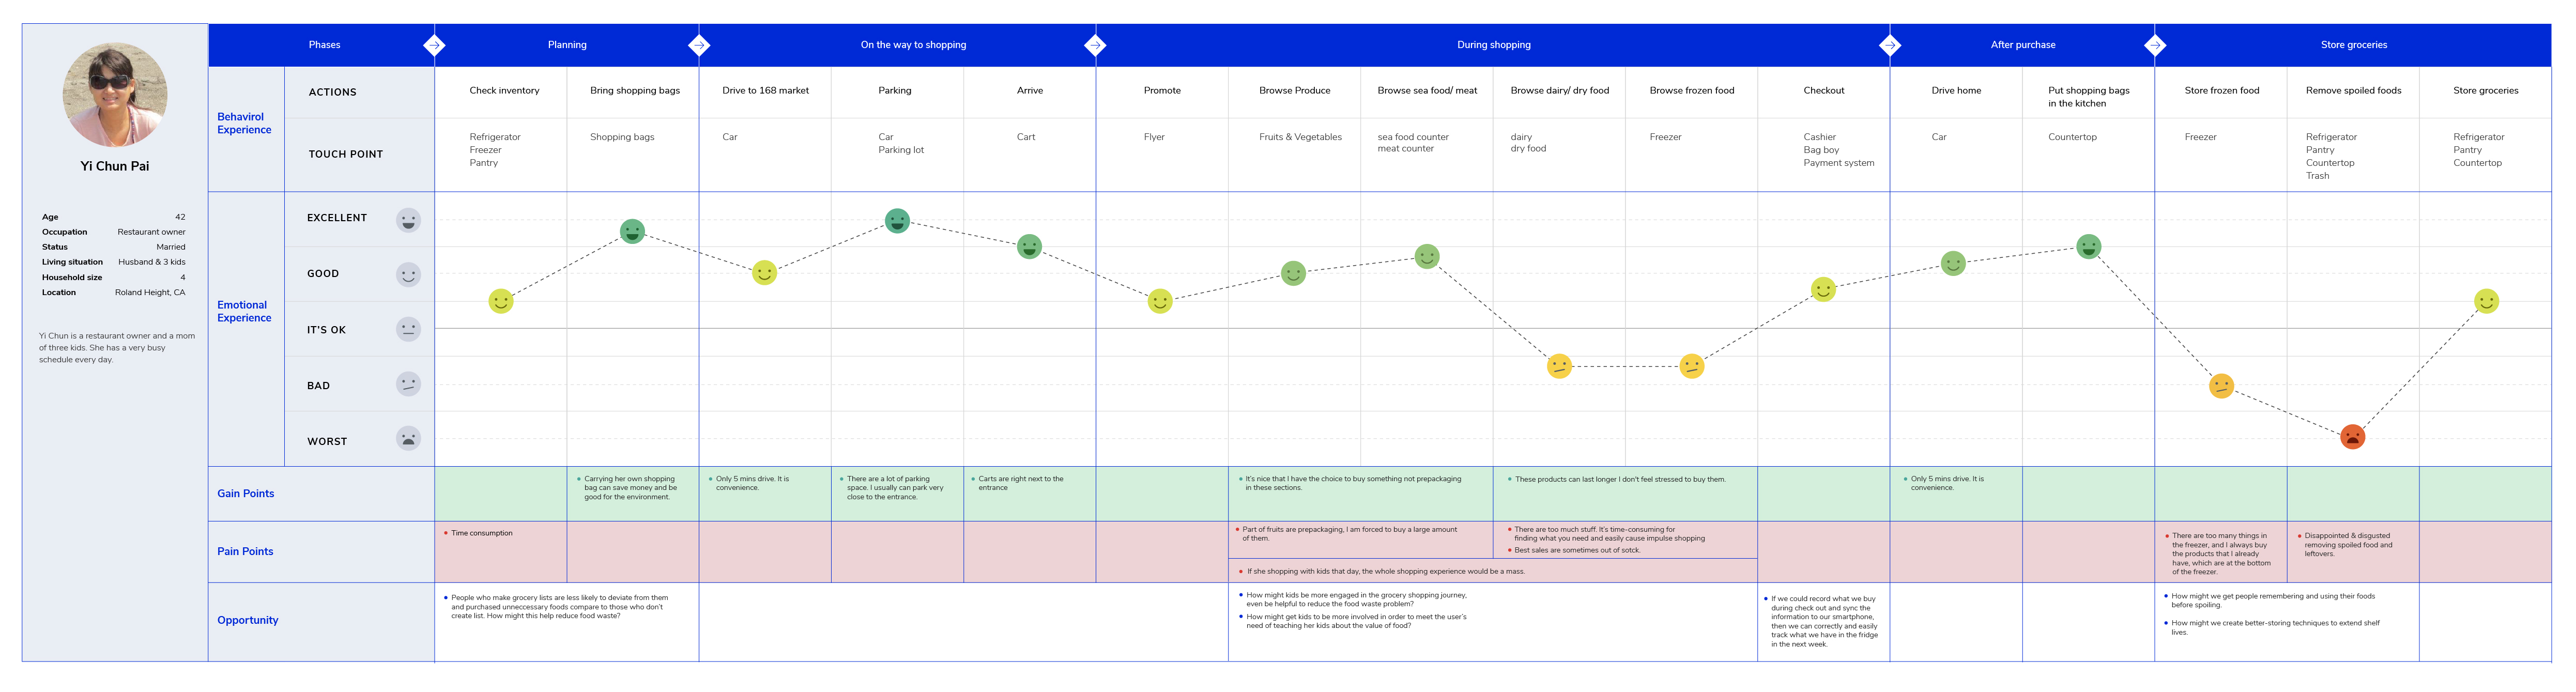 Yi Chun Pai
Age 42
Occupation Restaurant owner
Status Married
Living situation Husband & 3 kids
Household size 4
Location Roland Height, CA
Yi Chun is a restaurant owner and a mom
of three kids. She has a very busy
schedule every day.
Phases
Planning
On the way to shopping
During shopping
After purchase
Store groceries
Behavirol
Experience
ACTIONS
Check inventory
Bring shopping bags
Drive to 168 market
Parking
Arrive
Promote
Browse Produce
Browse sea food/ meat
Browse dairy/ dry food
Browse frozen food
Checkout
Drive home
Put shopping bags
in the kitchen
Store frozen food
Remove spoiled foods
Store groceries
TOUCH POINT
Refrigerator
Freezer
Pantry
Shopping bags
Car
Car
Parking lot
Cart
Flyer
Fruits & Vegetables
sea food counter
meat counter
dairy
dry food
Freezer
Cashier
Bag boy
Payment system
Car
Countertop
Freezer
Refrigerator
Pantry
Countertop
Trash
Refrigerator
Pantry
Countertop
Emotional
Experience
EXCELLENT
GOOD
IT'S OK
BAD
WORST
Gain Points
Carrying her own shopping
bag can save money and be
good for the environment.
Only 5 mins drive. It is
convenience.
There are a lot of parking
space. I usually can park very
close to the entrance.
Carts are right next to the
entrance
It's nice that I have the choice to buy something not prepackaging
in these sections.
These products can last longer I don't feel stressed to buy them.
Only 5 mins drive. It is
convenience.
Pain Points
Time consumption
Part of fruits are prepackaging, I am forced to buy a large amount
of them.
There are too much stuff. It's time-consuming for
finding what you need and easily cause impulse shopping
Best sales are sometimes out of sotck.
If she shopping with kids that day, the whole shopping experience would be a mass.
There are too many things in
the freezer, and I always buy
the products that I already
have, which are at the bottom
of the freezer.
Disappointed & disgusted
removing spoiled food and
leftovers.
Opportunity
People who make grocery lists are less likely to deviate from them
and purchased unneccessary foods compare to those who don't
create list. How might this help reduce food waste?
How might kids be more engaged in the grocery shopping journey,
even be helpful to reduce the food waste problem?
How might get kids to be more involved in order to meet the user's
need of teaching her kids about the value of food?
If we could record what we buy
during check out and sync the
information to our smartphone,
then we can correctly and easily
track what we have in the fridge
in the next week.
How might we get people remembering and using their foods
before spoiling.
How might we create better-storing techniques to extend shelf
lives.